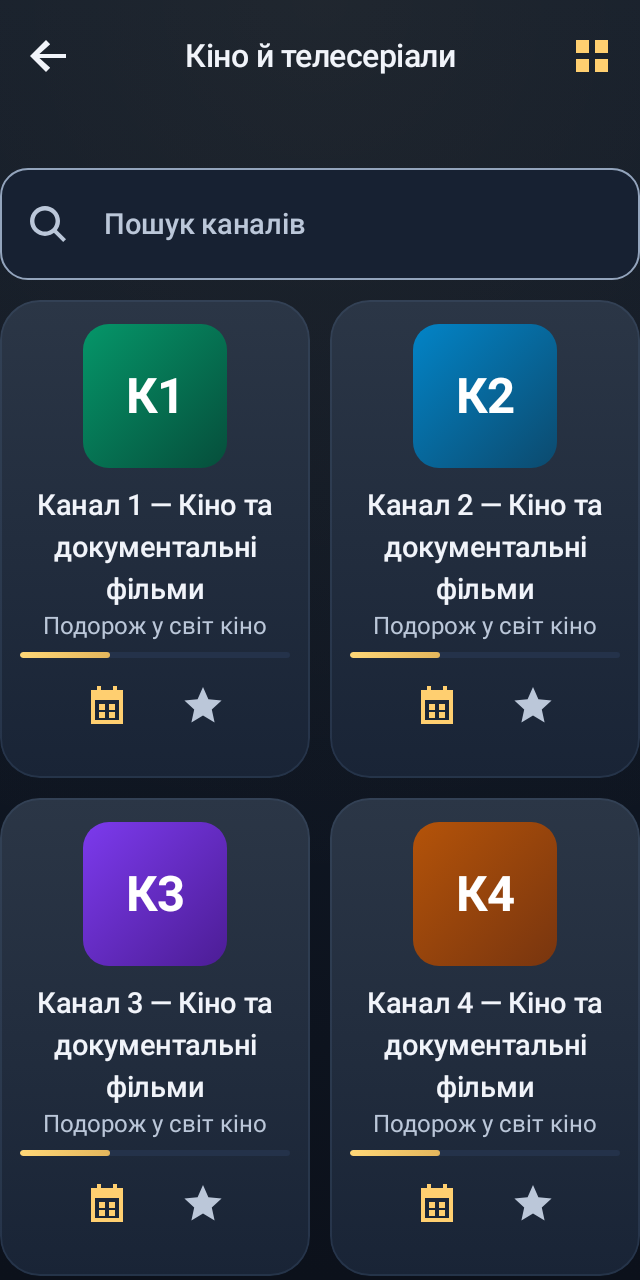 Кіно й телесеріали
Пошук каналів
К1
Канал 1 — Кіно та
документальні
фільми
Подорож у світ кіно
К2
Канал 2 — Кіно та
документальні
фільми
Подорож у світ кіно
К3
Канал 3 — Кіно та
документальні
фільми
Подорож у світ кіно
К4
Канал 4 — Кіно та
документальні
фільми
Подорож у світ кіно